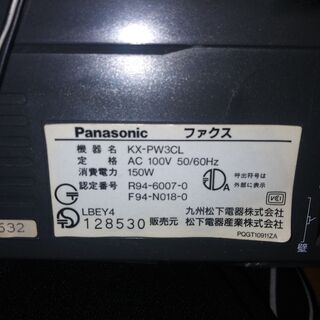 Panasonic ファクス
機器名 KX-PW3CL
定格 AC 100V 50/60Hz
消費電力 150W
認定番号 R94-6007-0
F94-N018-0
呼出符号は
外部に表示
VCI
LBEY4
128530
九州松下電器株式会社
販売元 松下電器産業株式会社
PQGT10911ZA
532
壁